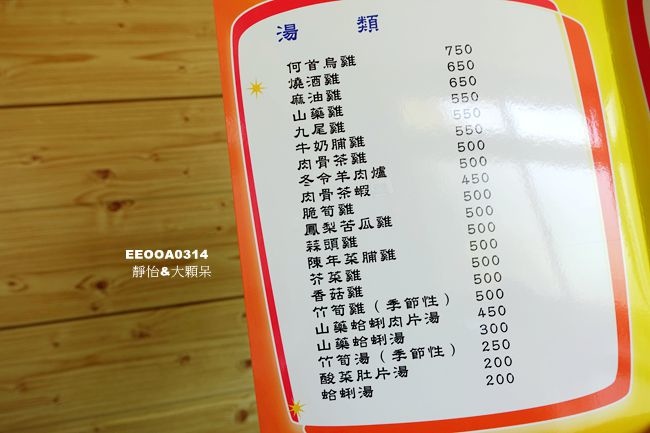 湯 類
何首烏雞 750
燒酒雞 650
麻油雞 650
山藥雞 550
九尾雞 550
牛奶脯雞 550
肉骨茶雞 500
冬令羊肉爐 500
肉骨茶蝦 450
脆筍雞 500
鳳梨苦瓜雞 500
蒜頭雞 500
陳年菜脯雞 500
芥菜雞 500
香菇雞 500
竹筍雞（季節性） 500
山藥蛤蜊肉片湯 450
山藥蛤蜊湯 300
竹筍湯（季節性） 250
酸菜肚片湯 200
蛤蜊湯 200
EEOOA0314
靜怡&大顆呆